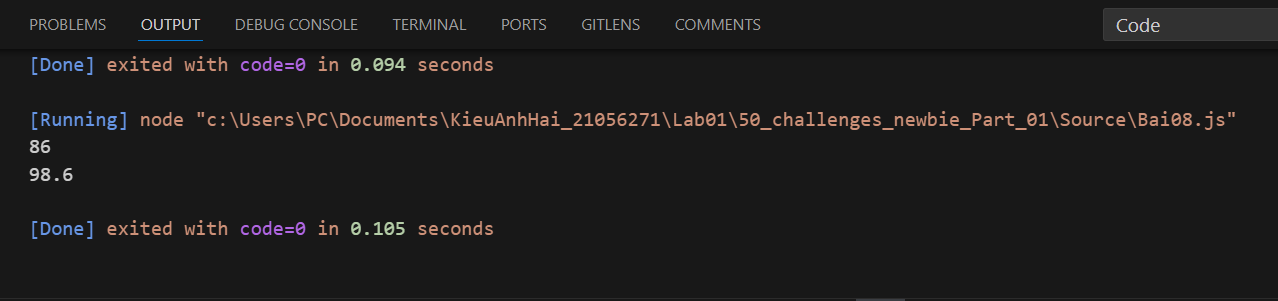 PROBLEMS OUTPUT DEBUG CONSOLE TERMINAL PORTS GITLENS COMMENTS Code
[Done] exited with code=0 in 0.094 seconds
[Running] node "c:\Users\PC\Documents\KieuAnhHai_21056271\Lab01\50_challenges_newbie_Part_01\Source\Bai08.js"
86
98.6
[Done] exited with code=0 in 0.105 seconds